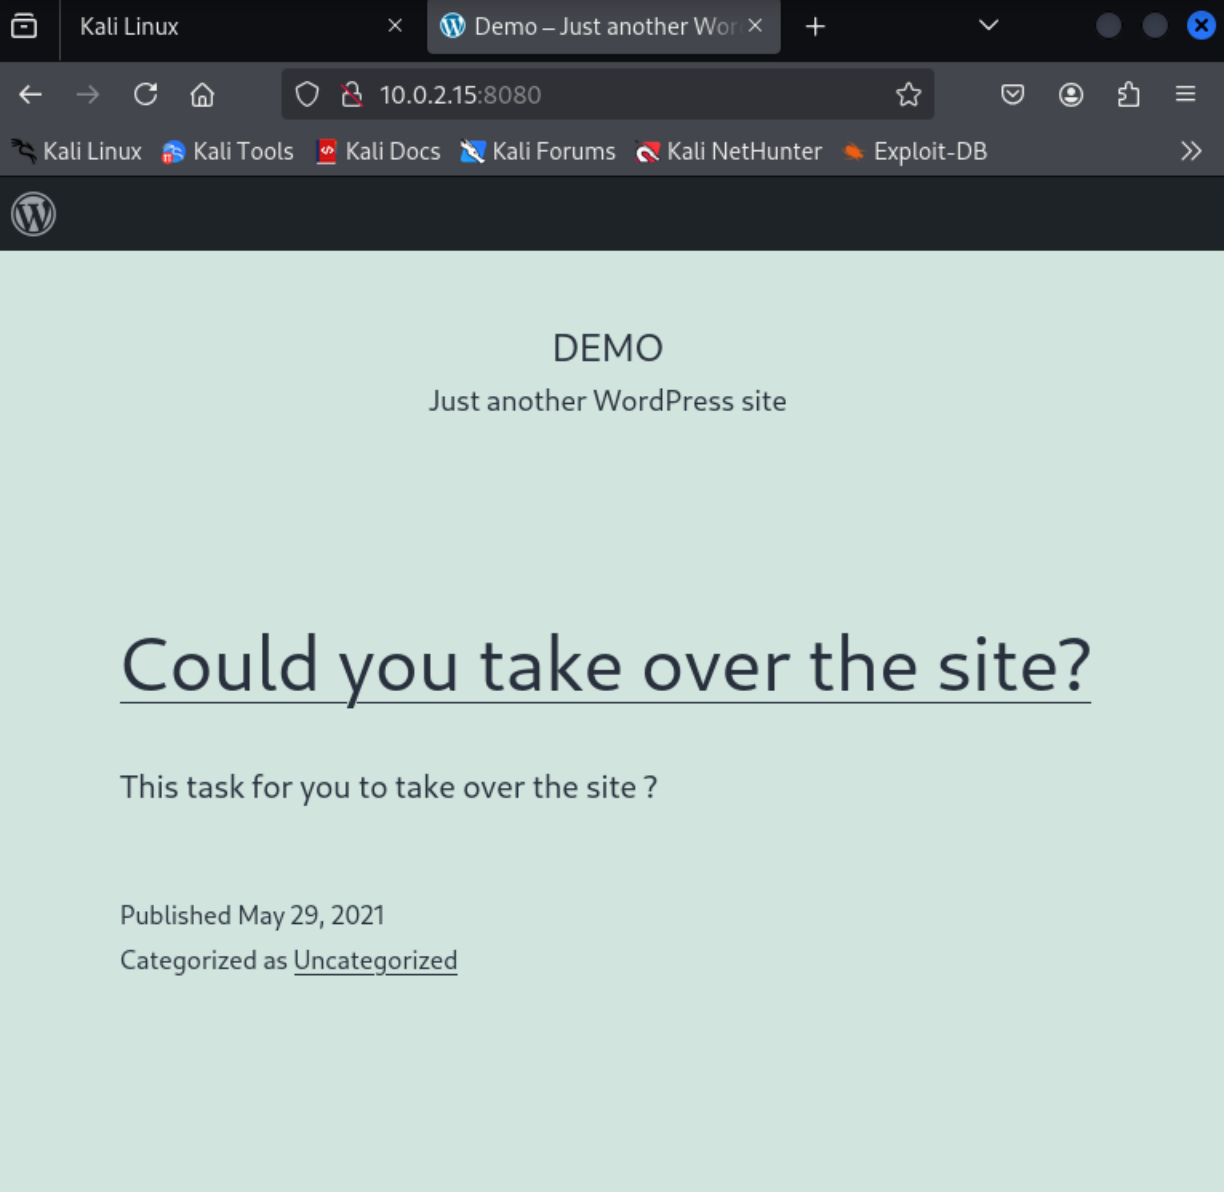 Kali Linux
Demo – Just another Wor
10.0.2.15:8080
Kali Linux Kali Tools Kali Docs Kali Forums Kali NetHunter Exploit-DB
DEMO
Just another WordPress site
Could you take over the site?
This task for you to take over the site ?
Published May 29, 2021
Categorized as Uncategorized